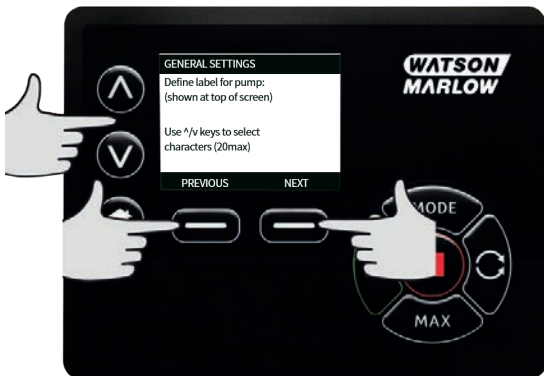 GENERAL SETTINGS
Define label for pump:
(shown at top of screen)
Use ^/v keys to select
characters (20max)
PREVIOUS NEXT
WATSON
MARLOW
MODE
MAX